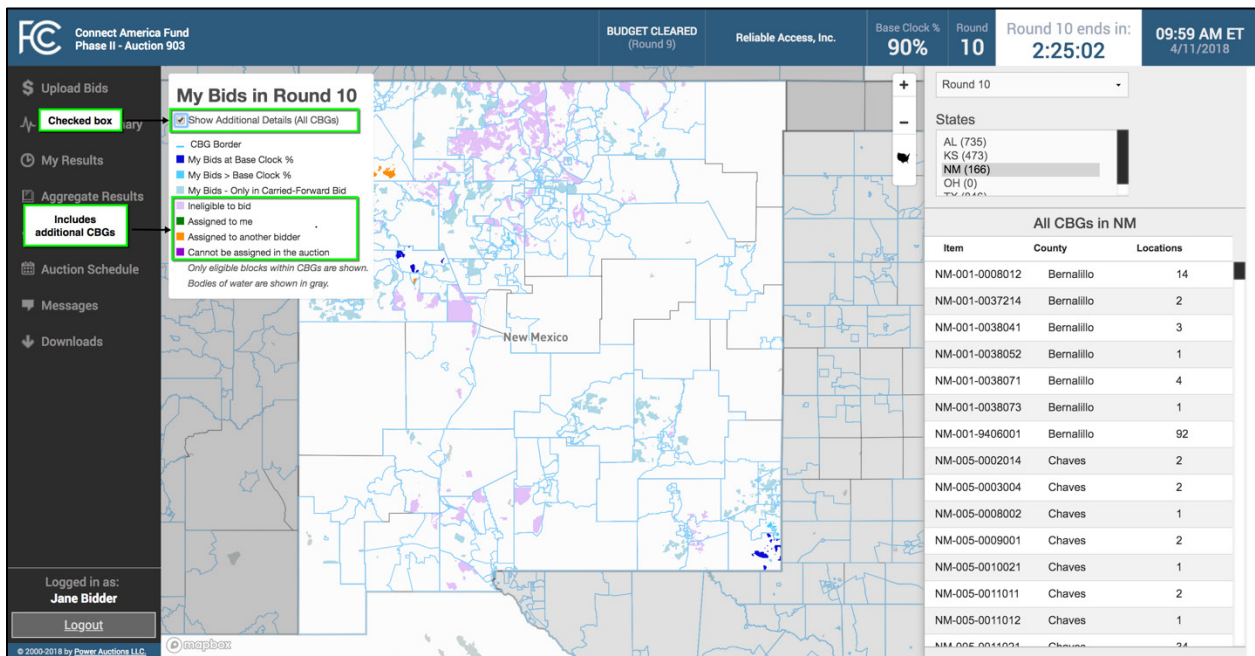 FCC
Connect America Fund
Phase II - Auction 903
BUDGET CLEARED
(Round 9)
Reliable Access, Inc.
Base Clock %
90%
Round
10
Round 10 ends in:
2:25:02
09:59 AM ET
4/11/2018
Upload Bids
Checked box
My Results
Aggregate Results
Includes
additional CBGs
Auction Schedule
Messages
Downloads
Logged in as:
Jane Bidder
Logout
© 2000-2018 by Power Auctions LLC.
My Bids in Round 10
Show Additional Details (All CBGs)
CBG Border
My Bids at Base Clock %
My Bids > Base Clock %
My Bids - Only in Carried-Forward Bid
Ineligible to bid
Assigned to me
Assigned to another bidder
Cannot be assigned in the auction
Only eligible blocks within CBGs are shown.
Bodies of water are shown in gray.
New Mexico
mapbox
+
−
Round 10
States
AL (735)
KS (473)
NM (166)
OH (0)
All CBGs in NM
Item County Locations
NM-001-0008012 Bernalillo 14
NM-001-0037214 Bernalillo 2
NM-001-0038041 Bernalillo 3
NM-001-0038052 Bernalillo 1
NM-001-0038071 Bernalillo 4
NM-001-0038073 Bernalillo 1
NM-001-9406001 Bernalillo 92
NM-005-0002014 Chaves 2
NM-005-0003004 Chaves 2
NM-005-0008002 Chaves 1
NM-005-0009001 Chaves 2
NM-005-0010021 Chaves 1
NM-005-0011011 Chaves 2
NM-005-0011012 Chaves 1
NM-005-0011021 Chaves